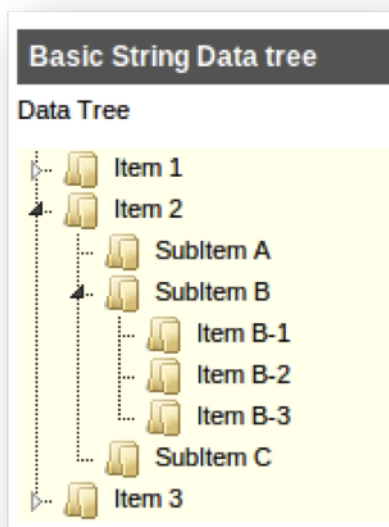 Basic String Data tree
Data Tree
Item 1
Item 2
SubItem A
SubItem B
Item B-1
Item B-2
Item B-3
SubItem C
Item 3